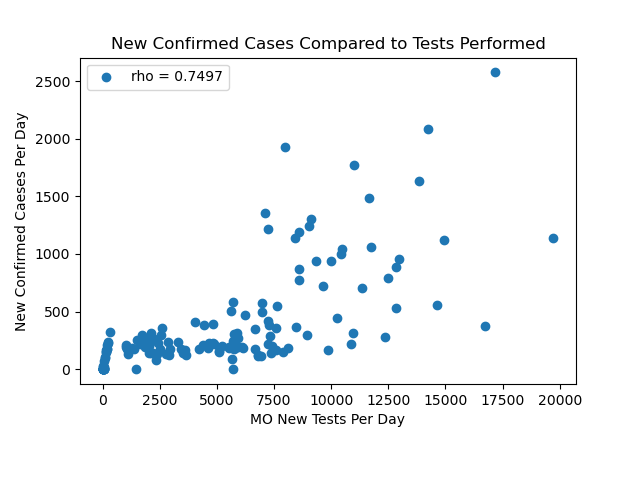 New Confirmed Cases Compared to Tests Performed
rho = 0.7497
New Confirmed Caeses Per Day
2500
2000
1500
1000
500
0
0 2500 5000 7500 10000 12500 15000 17500 20000
MO New Tests Per Day